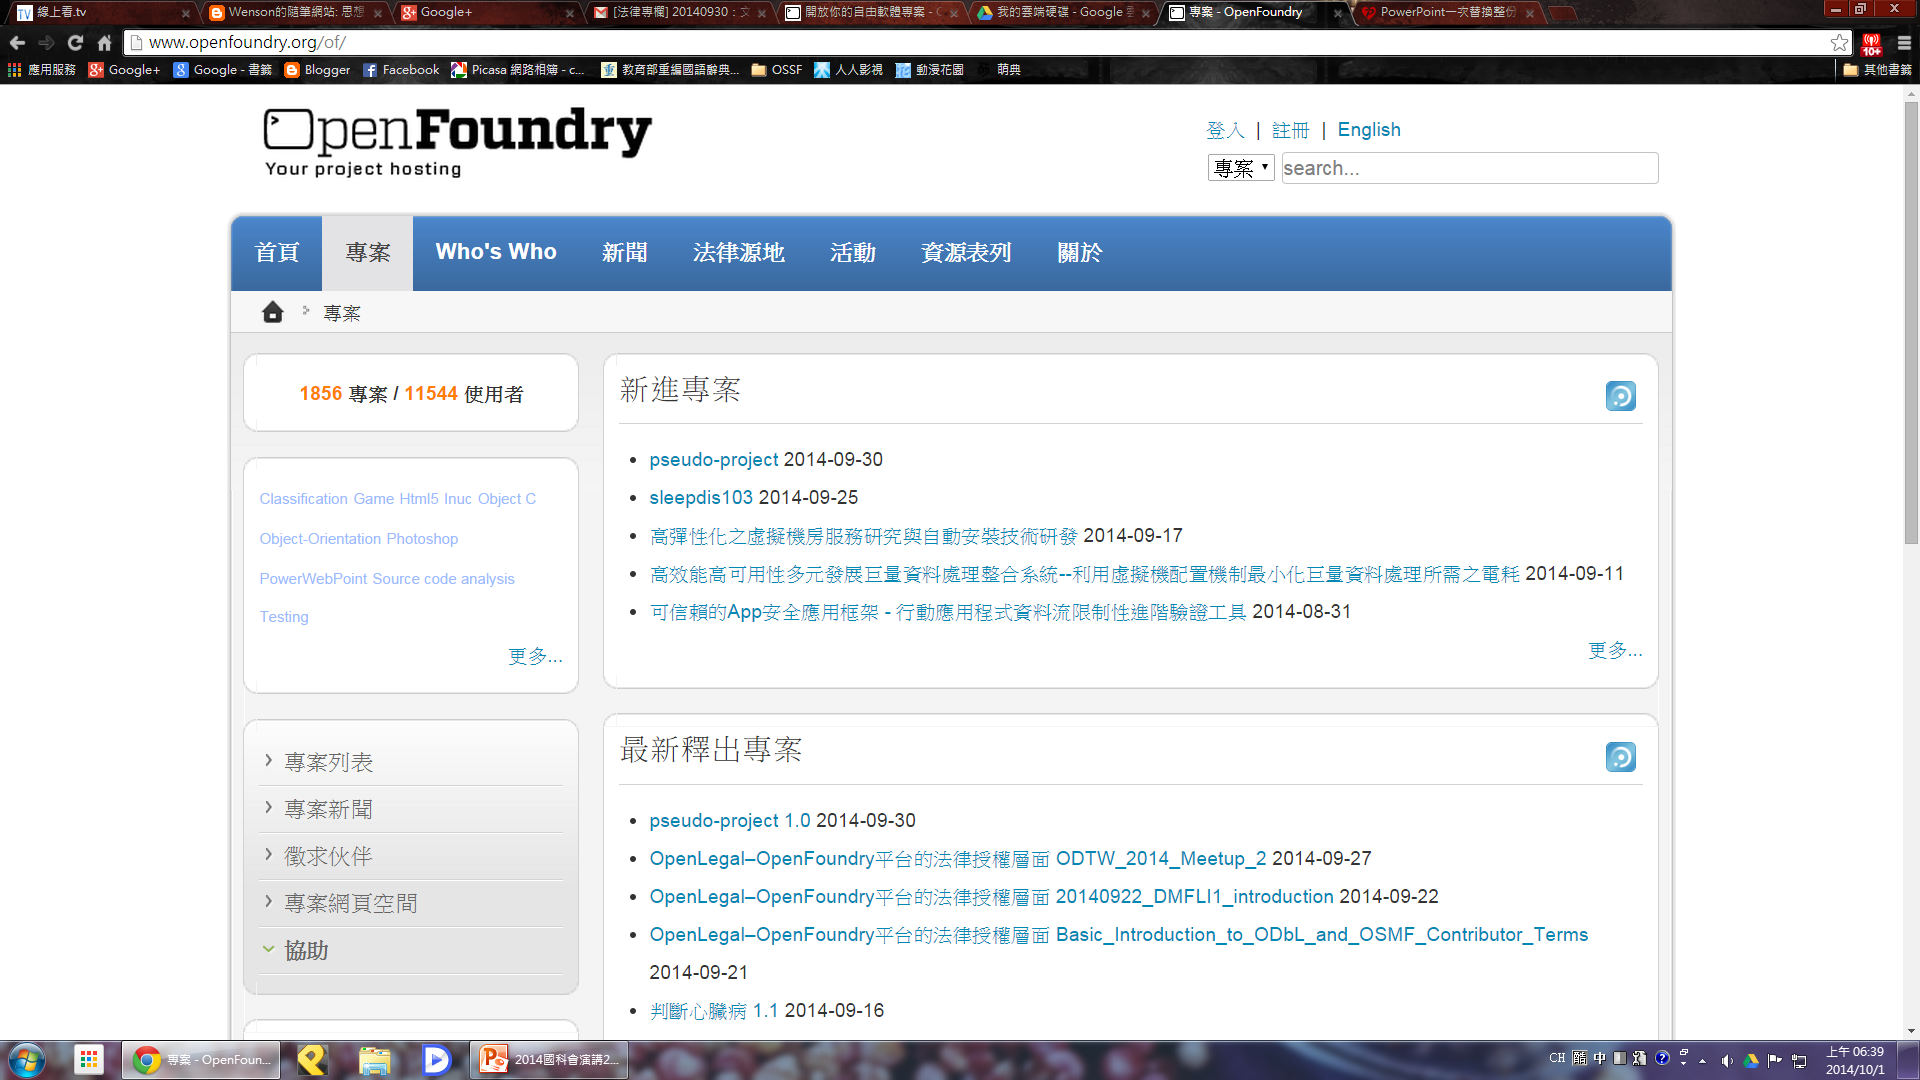 線上看.tv
Wenson的隨筆網站: 思想
Google+
[法律專欄] 20140930：文
開放你的自由軟體專案 - O
我的雲端硬碟 - Google 雲
專案 - OpenFoundry
PowerPoint一次替換整份
www.openfoundry.org/of/
10+
應用服務 Google+ Google - 書籤 Blogger Facebook Picasa 網路相簿 - c... 教育部重編國語辭典... OSSF 人人影視 動漫花園 萌典 其他書籤
OpenFoundry
Your project hosting
登入 | 註冊 | English
專案 search...
首頁 專案 Who's Who 新聞 法律源地 活動 資源表列 關於
專案
1856 專案 / 11544 使用者
Classification Game Html5 Inuc Object C
Object-Orientation Photoshop
PowerWebPoint Source code analysis
Testing
更多...
專案列表
專案新聞
徵求伙伴
專案網頁空間
協助
新進專案
pseudo-project 2014-09-30
sleepdis103 2014-09-25
高彈性化之虛擬機房服務研究與自動安裝技術研發 2014-09-17
高效能高可用性多元發展巨量資料處理整合系統--利用虛擬機配置機制最小化巨量資料處理所需之電耗 2014-09-11
可信賴的App安全應用框架 - 行動應用程式資料流限制性進階驗證工具 2014-08-31
更多...
最新釋出專案
pseudo-project 1.0 2014-09-30
OpenLegal–OpenFoundry平台的法律授權層面 ODTW_2014_Meetup_2 2014-09-27
OpenLegal–OpenFoundry平台的法律授權層面 20140922_DMFLI1_introduction 2014-09-22
OpenLegal–OpenFoundry平台的法律授權層面 Basic_Introduction_to_ODbL_and_OSMF_Contributor_Terms
2014-09-21
判斷心臟病 1.1 2014-09-16
專案 - OpenFoun...
2014國科會演講2...
CH 中
上午 06:39
2014/10/1